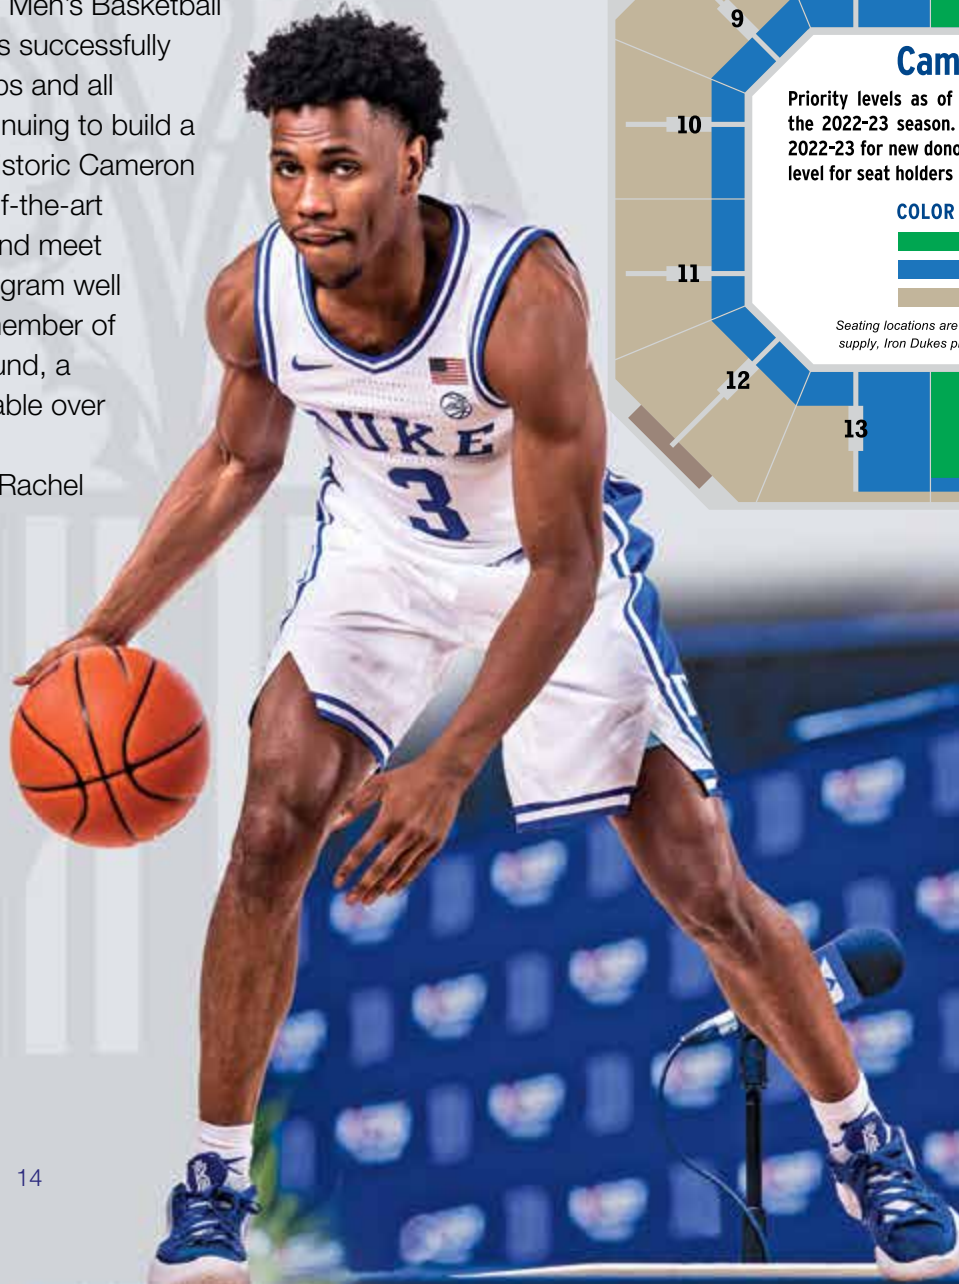 Men's Basketball
s successfully
os and all
nuing to build a
storic Cameron
f-the-art
nd meet
gram well
nember of
und, a
able over
Rachel
14
DUKE
3
9
10
11
12
13
Cam
Priority levels as of
the 2022-23 season.
2022-23 for new dono
level for seat holders
COLOR
Seating locations are
supply, Iron Dukes p